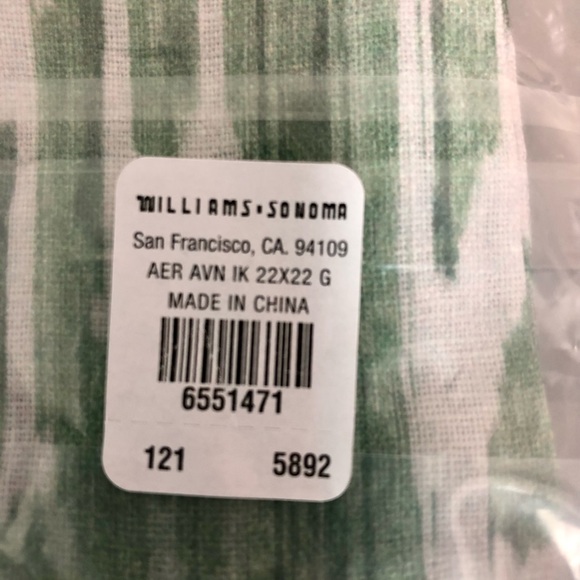 WILLIAMS•SONOMA
San Francisco, CA. 94109
AER AVN IK 22X22 G
MADE IN CHINA
6551471
121 5892